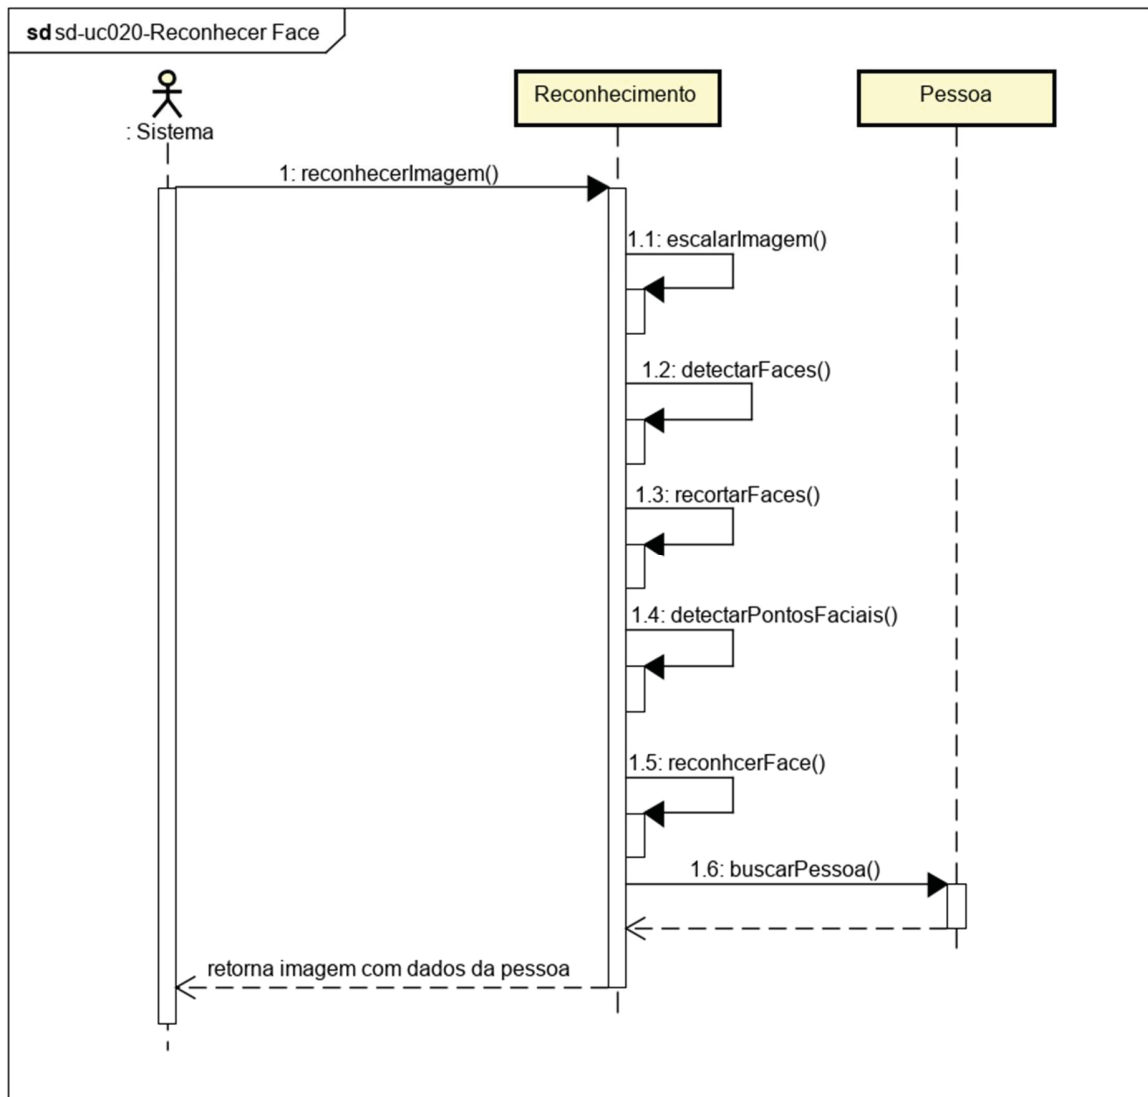 sd sd-uc020-Reconhecer Face
: Sistema
Reconhecimento
Pessoa
1: reconhecerImagem()
1.1: escalarImagem()
1.2: detectarFaces()
1.3: recortarFaces()
1.4: detectarPontosFaciais()
1.5: reconhcerFace()
1.6: buscarPessoa()
retorna imagem com dados da pessoa